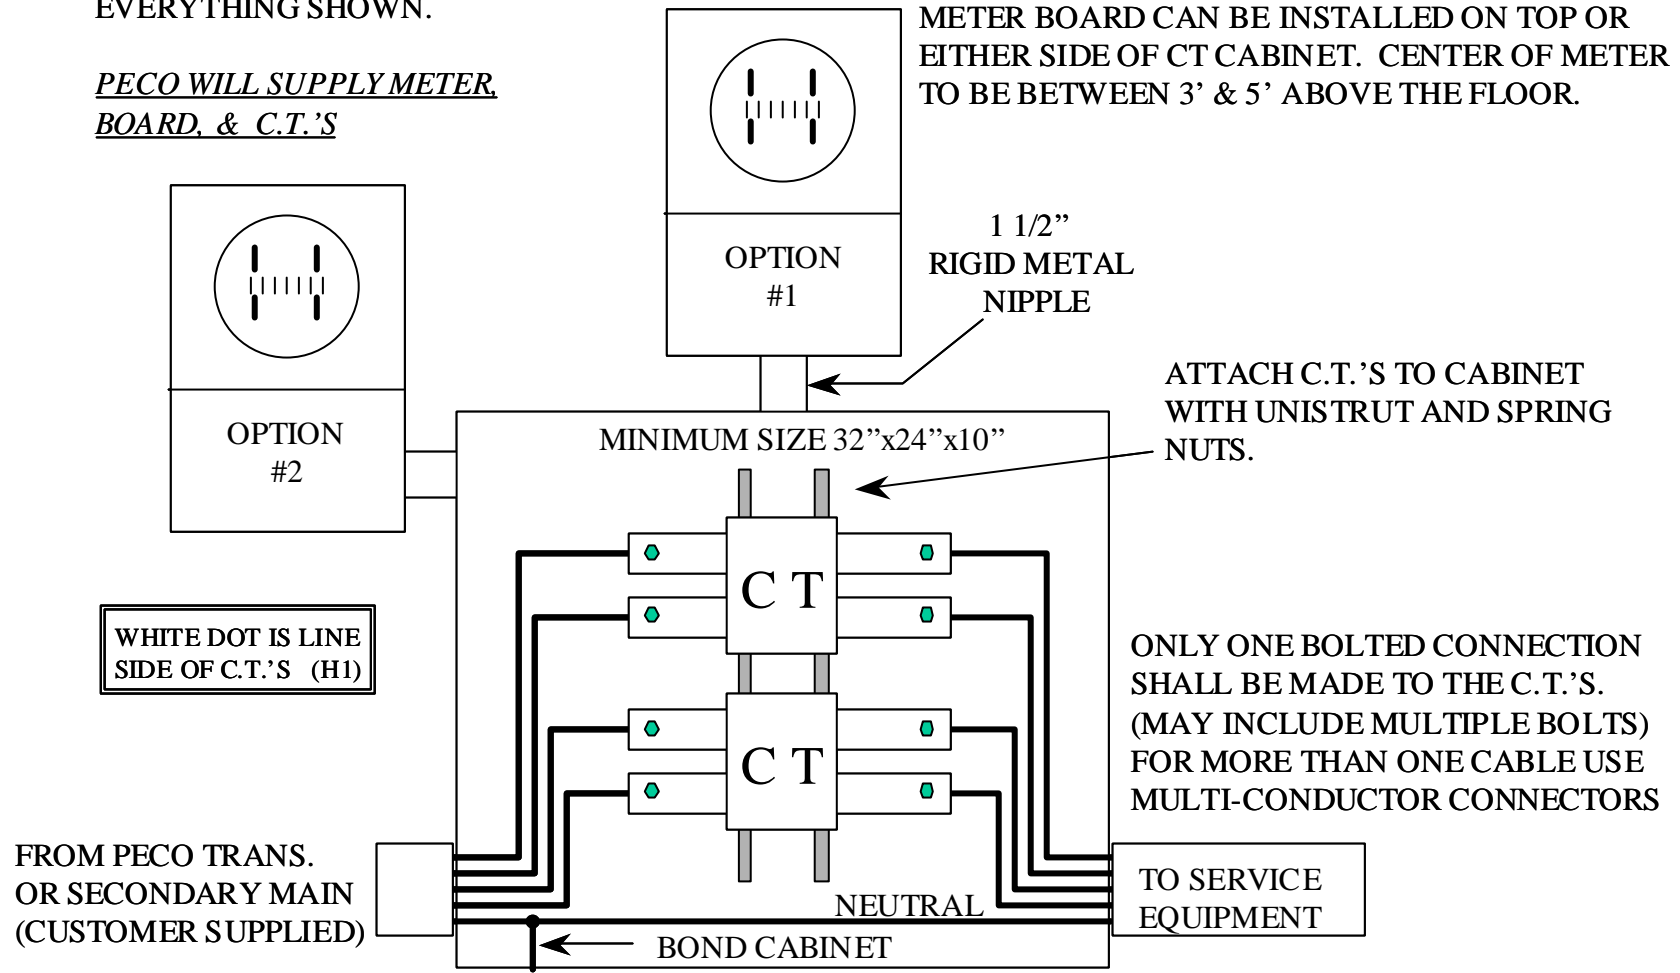 EVERYTHING SHOWN.
PECO WILL SUPPLY METER,
BOARD, & C.T.'S
METER BOARD CAN BE INSTALLED ON TOP OR
EITHER SIDE OF CT CABINET. CENTER OF METER
TO BE BETWEEN 3' & 5' ABOVE THE FLOOR.
OPTION
#1
1 1/2"
RIGID METAL
NIPPLE
OPTION
#2
ATTACH C.T.'S TO CABINET
WITH UNISTRUT AND SPRING
NUTS.
MINIMUM SIZE 32"x24"x10"
C T
WHITE DOT IS LINE
SIDE OF C.T.'S (H1)
ONLY ONE BOLTED CONNECTION
SHALL BE MADE TO THE C.T.'S.
(MAY INCLUDE MULTIPLE BOLTS)
FOR MORE THAN ONE CABLE USE
MULTI-CONDUCTOR CONNECTORS
C T
FROM PECO TRANS.
OR SECONDARY MAIN
(CUSTOMER SUPPLIED)
NEUTRAL
BOND CABINET
TO SERVICE
EQUIPMENT